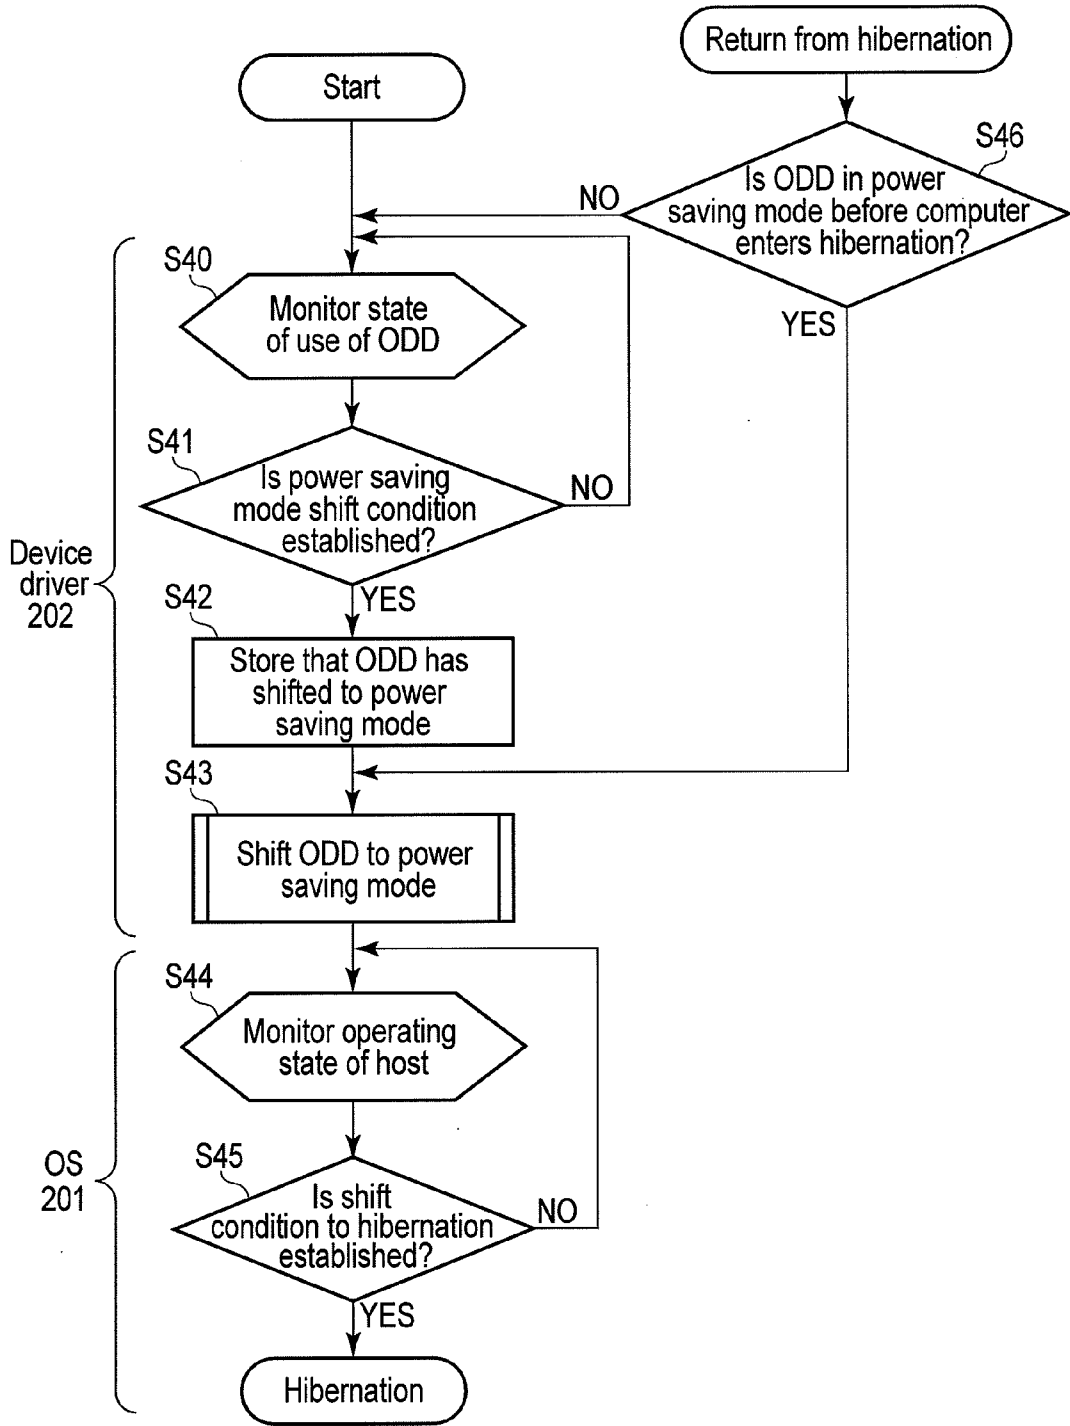 Return from hibernation
Start
S46
Is ODD in power
saving mode before computer
enters hibernation?
NO
YES
S40
Monitor state
of use of ODD
S41
Is power saving
mode shift condition
established?
NO
YES
Device
driver
202
S42
Store that ODD has
shifted to power
saving mode
S43
Shift ODD to power
saving mode
S44
Monitor operating
state of host
OS
201
S45
Is shift
condition to hibernation
established?
NO
YES
Hibernation